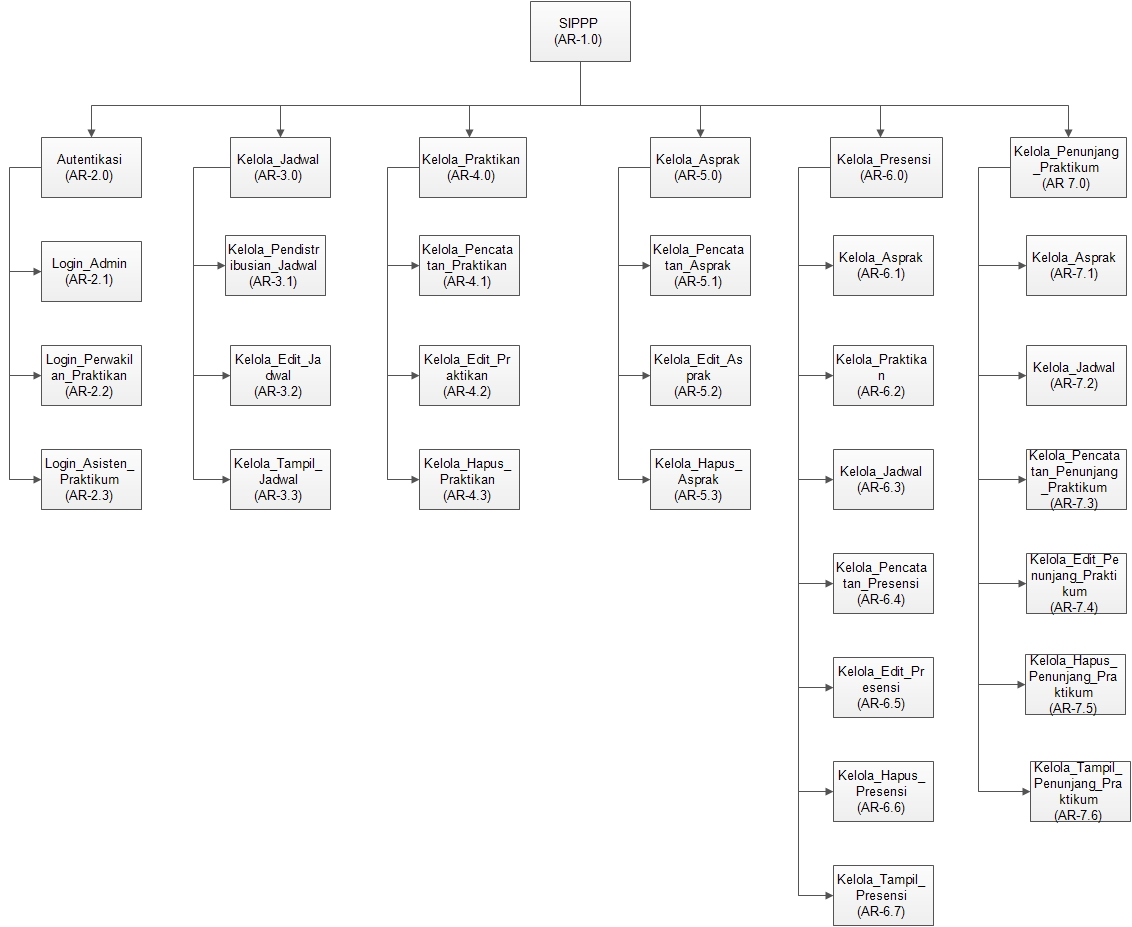 SIPPP
(AR-1.0)
Autentikasi
(AR-2.0)
Login_Admin
(AR-2.1)
Login_Perwakil
an_Praktikan
(AR-2.2)
Login_Asisten_
Praktikum
(AR-2.3)
Kelola_Jadwal
(AR-3.0)
Kelola_Pendistr
ibusian_Jadwal
(AR-3.1)
Kelola_Edit_Ja
dwal
(AR-3.2)
Kelola_Tampil_
Jadwal
(AR-3.3)
Kelola_Praktikan
(AR-4.0)
Kelola_Pencata
tan_Praktikan
(AR-4.1)
Kelola_Edit_Pr
aktikan
(AR-4.2)
Kelola_Hapus_
Praktikan
(AR-4.3)
Kelola_Asprak
(AR-5.0)
Kelola_Pencata
tan_Asprak
(AR-5.1)
Kelola_Edit_As
prak
(AR-5.2)
Kelola_Hapus_
Asprak
(AR-5.3)
Kelola_Presensi
(AR-6.0)
Kelola_Asprak
(AR-6.1)
Kelola_Praktika
n
(AR-6.2)
Kelola_Jadwal
(AR-6.3)
Kelola_Pencata
tan_Presensi
(AR-6.4)
Kelola_Edit_Pr
esensi
(AR-6.5)
Kelola_Hapus_
Presensi
(AR-6.6)
Kelola_Tampil_
Presensi
(AR-6.7)
Kelola_Penunjang
_Praktikum
(AR 7.0)
Kelola_Asprak
(AR-7.1)
Kelola_Jadwal
(AR-7.2)
Kelola_Pencata
tan_Penunjang
_Praktikum
(AR-7.3)
Kelola_Edit_Pe
nunjang_Prakti
kum
(AR-7.4)
Kelola_Hapus_
Penunjang_Pra
ktikum
(AR-7.5)
Kelola_Tampil_
Penunjang_Pra
ktikum
(AR-7.6)